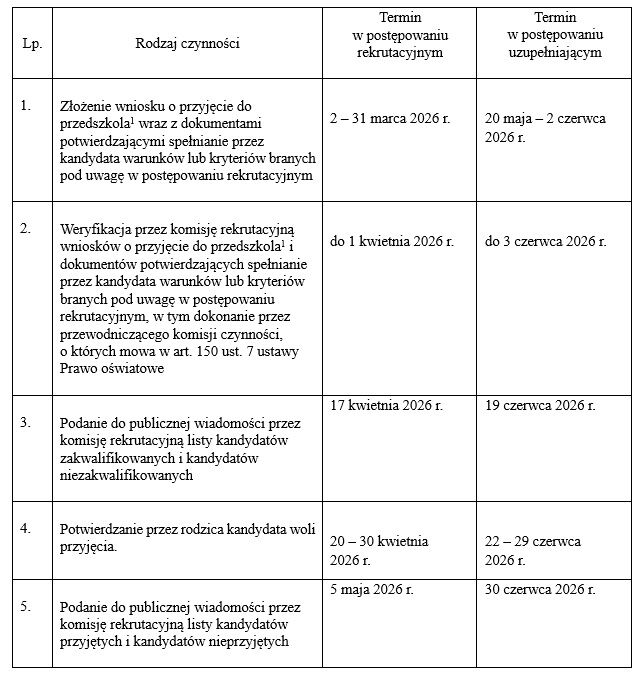 Lp.
Rodzaj czynności
Termin
w postępowaniu
rekrutacyjnym
Termin
w postępowaniu
uzupełniającym
1.
Złożenie wniosku o przyjęcie do
przedszkola¹ wraz z dokumentami
potwierdzającymi spełnianie przez
kandydata warunków lub kryteriów branych
pod uwagę w postępowaniu rekrutacyjnym
2 – 31 marca 2026 r.
20 maja – 2 czerwca
2026 r.
2.
Weryfikacja przez komisję rekrutacyjną
wniosków o przyjęcie do przedszkola¹ i
dokumentów potwierdzających spełnianie
przez kandydata warunków lub kryteriów
branych pod uwagę w postępowaniu
rekrutacyjnym, w tym dokonanie przez
przewodniczącego komisji czynności,
o których mowa w art. 150 ust. 7 ustawy
Prawo oświatowe
do 1 kwietnia 2026 r.
do 3 czerwca 2026 r.
3.
Podanie do publicznej wiadomości przez
komisję rekrutacyjną listy kandydatów
zakwalifikowanych i kandydatów
niezakwalifikowanych
17 kwietnia 2026 r.
19 czerwca 2026 r.
4.
Potwierdzanie przez rodzica kandydata woli
przyjęcia.
20 – 30 kwietnia
2026 r.
22 – 29 czerwca
2026 r.
5.
Podanie do publicznej wiadomości przez
komisję rekrutacyjną listy kandydatów
przyjętych i kandydatów nieprzyjętych
5 maja 2026 r.
30 czerwca 2026 r.